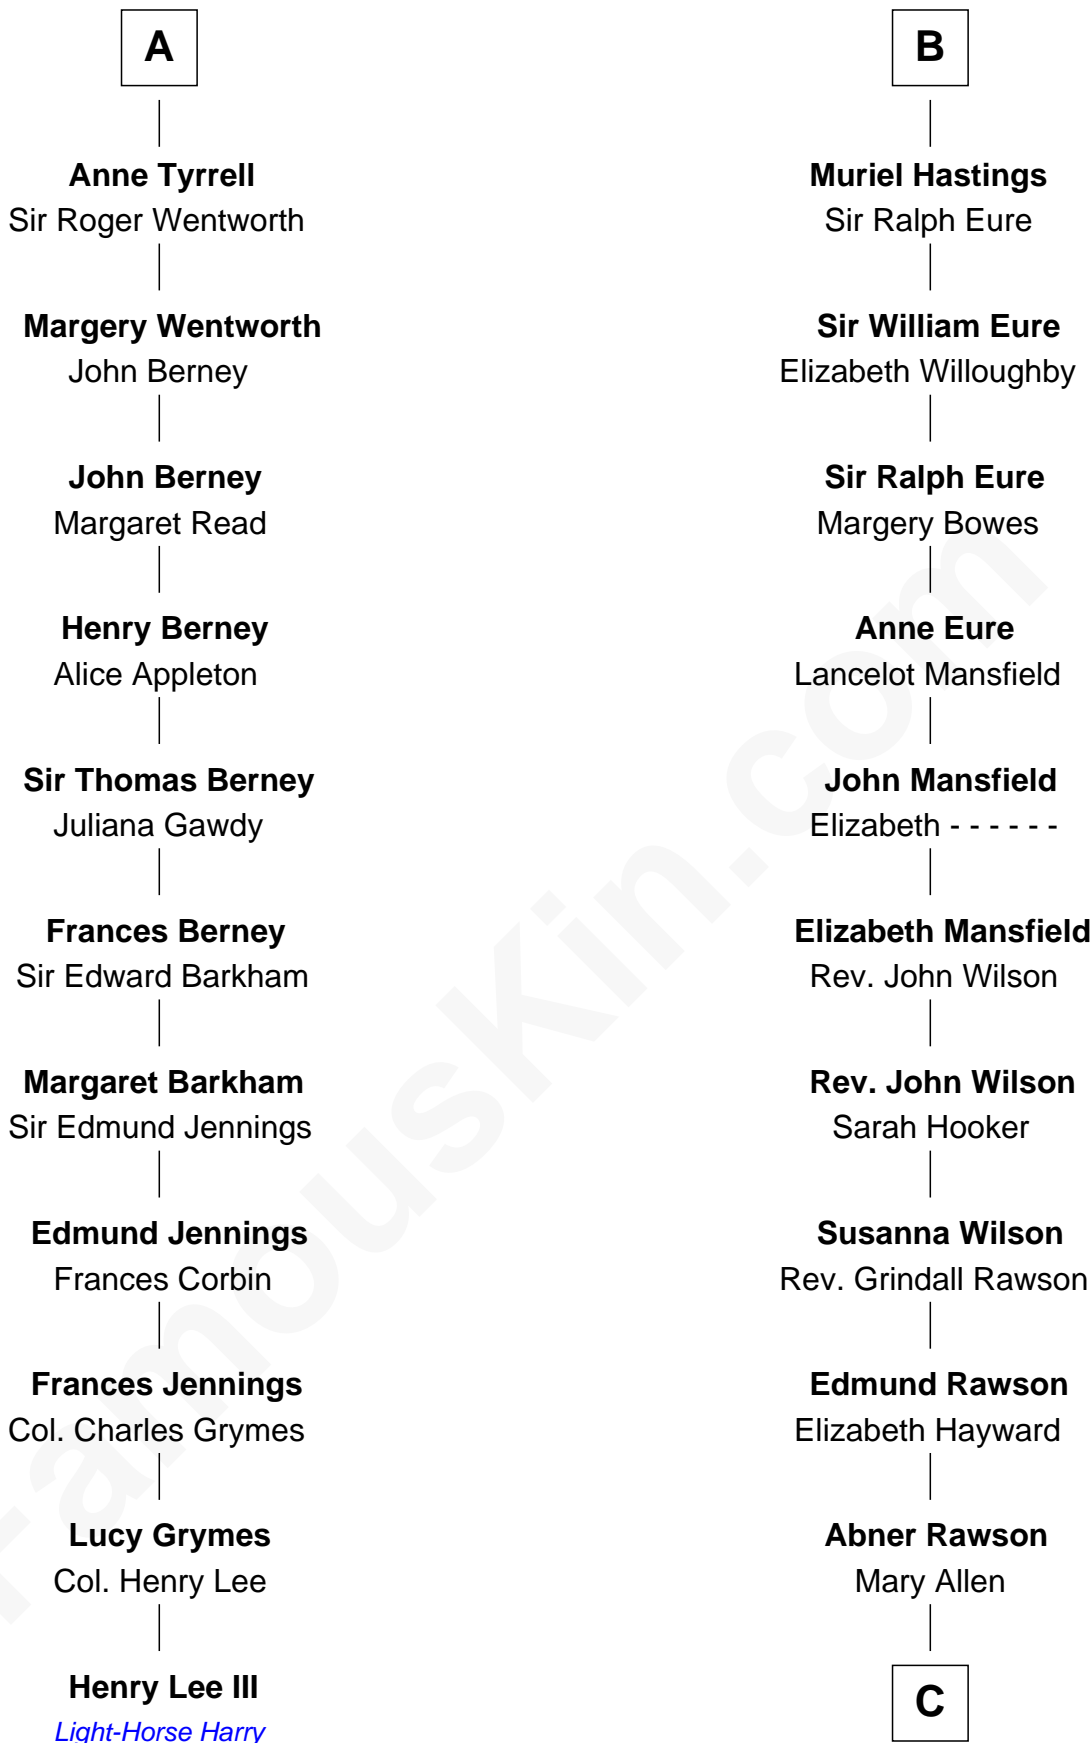 A
Anne Tyrrell
Sir Roger Wentworth
Margery Wentworth
John Berney
John Berney
Margaret Read
Henry Berney
Alice Appleton
Sir Thomas Berney
Juliana Gawdy
Frances Berney
Sir Edward Barkham
Margaret Barkham
Sir Edmund Jennings
Edmund Jennings
Frances Corbin
Frances Jennings
Col. Charles Grymes
Lucy Grymes
Col. Henry Lee
Henry Lee III
Light-Horse Harry
B
Muriel Hastings
Sir Ralph Eure
Sir William Eure
Elizabeth Willoughby
Sir Ralph Eure
Margery Bowes
Anne Eure
Lancelot Mansfield
John Mansfield
Elizabeth - - - - - -
Elizabeth Mansfield
Rev. John Wilson
Rev. John Wilson
Sarah Hooker
Susanna Wilson
Rev. Grindall Rawson
Edmund Rawson
Elizabeth Hayward
Abner Rawson
Mary Allen
C
FamousKin.com